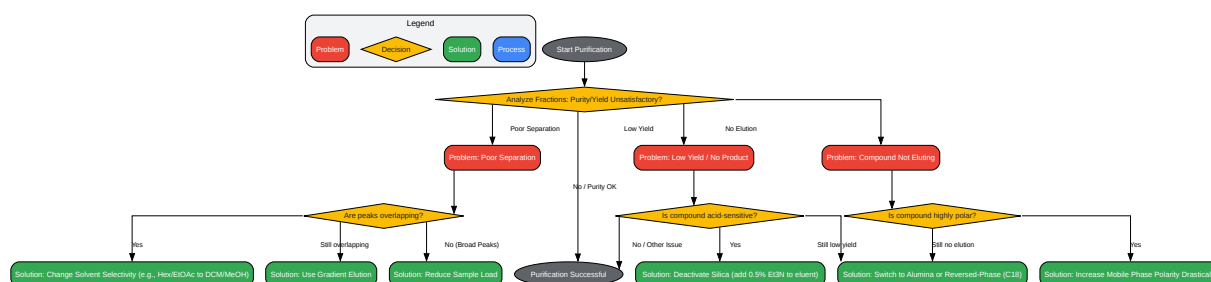 Legend
Problem
Decision
Solution
Process
Start Purification
Analyze Fractions: Purity/Yield Unsatisfactory?
Poor Separation
Low Yield
No Elution
Problem: Poor Separation
Problem: Low Yield / No Product
Problem: Compound Not Eluting
No / Purity OK
Are peaks overlapping?
Is compound acid-sensitive?
Is compound highly polar?
Yes
Still overlapping
No (Broad Peaks)
No / Other Issue
Yes
Still low yield
Still no elution
Yes
Solution: Change Solvent Selectivity (e.g., Hex/EtOAc to DCM/MeOH)
Solution: Use Gradient Elution
Solution: Reduce Sample Load
Purification Successful
Solution: Deactivate Silica (add 0.5% Et3N to eluent)
Solution: Switch to Alumina or Reversed-Phase (C18)
Solution: Increase Mobile Phase Polarity Drastical